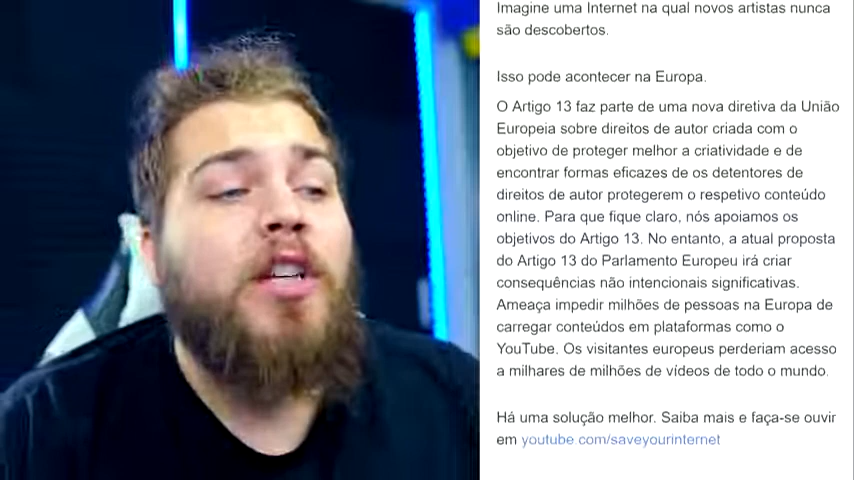 Imagine uma Internet na qual novos artistas nunca
são descobertos.
Isso pode acontecer na Europa.
O Artigo 13 faz parte de uma nova diretiva da União
Europeia sobre direitos de autor criada com o
objetivo de proteger melhor a criatividade e de
encontrar formas eficazes de os detentores de
direitos de autor protegerem o respetivo conteúdo
online. Para que fique claro, nós apoiamos os
objetivos do Artigo 13. No entanto, a atual proposta
do Artigo 13 do Parlamento Europeu irá criar
consequências não intencionais significativas.
Ameaça impedir milhões de pessoas na Europa de
carregar conteúdos em plataformas como o
YouTube. Os visitantes europeus perderiam acesso
a milhares de milhões de vídeos de todo o mundo.
Há uma solução melhor. Saiba mais e faça-se ouvir
em youtube com/saveyourinternet